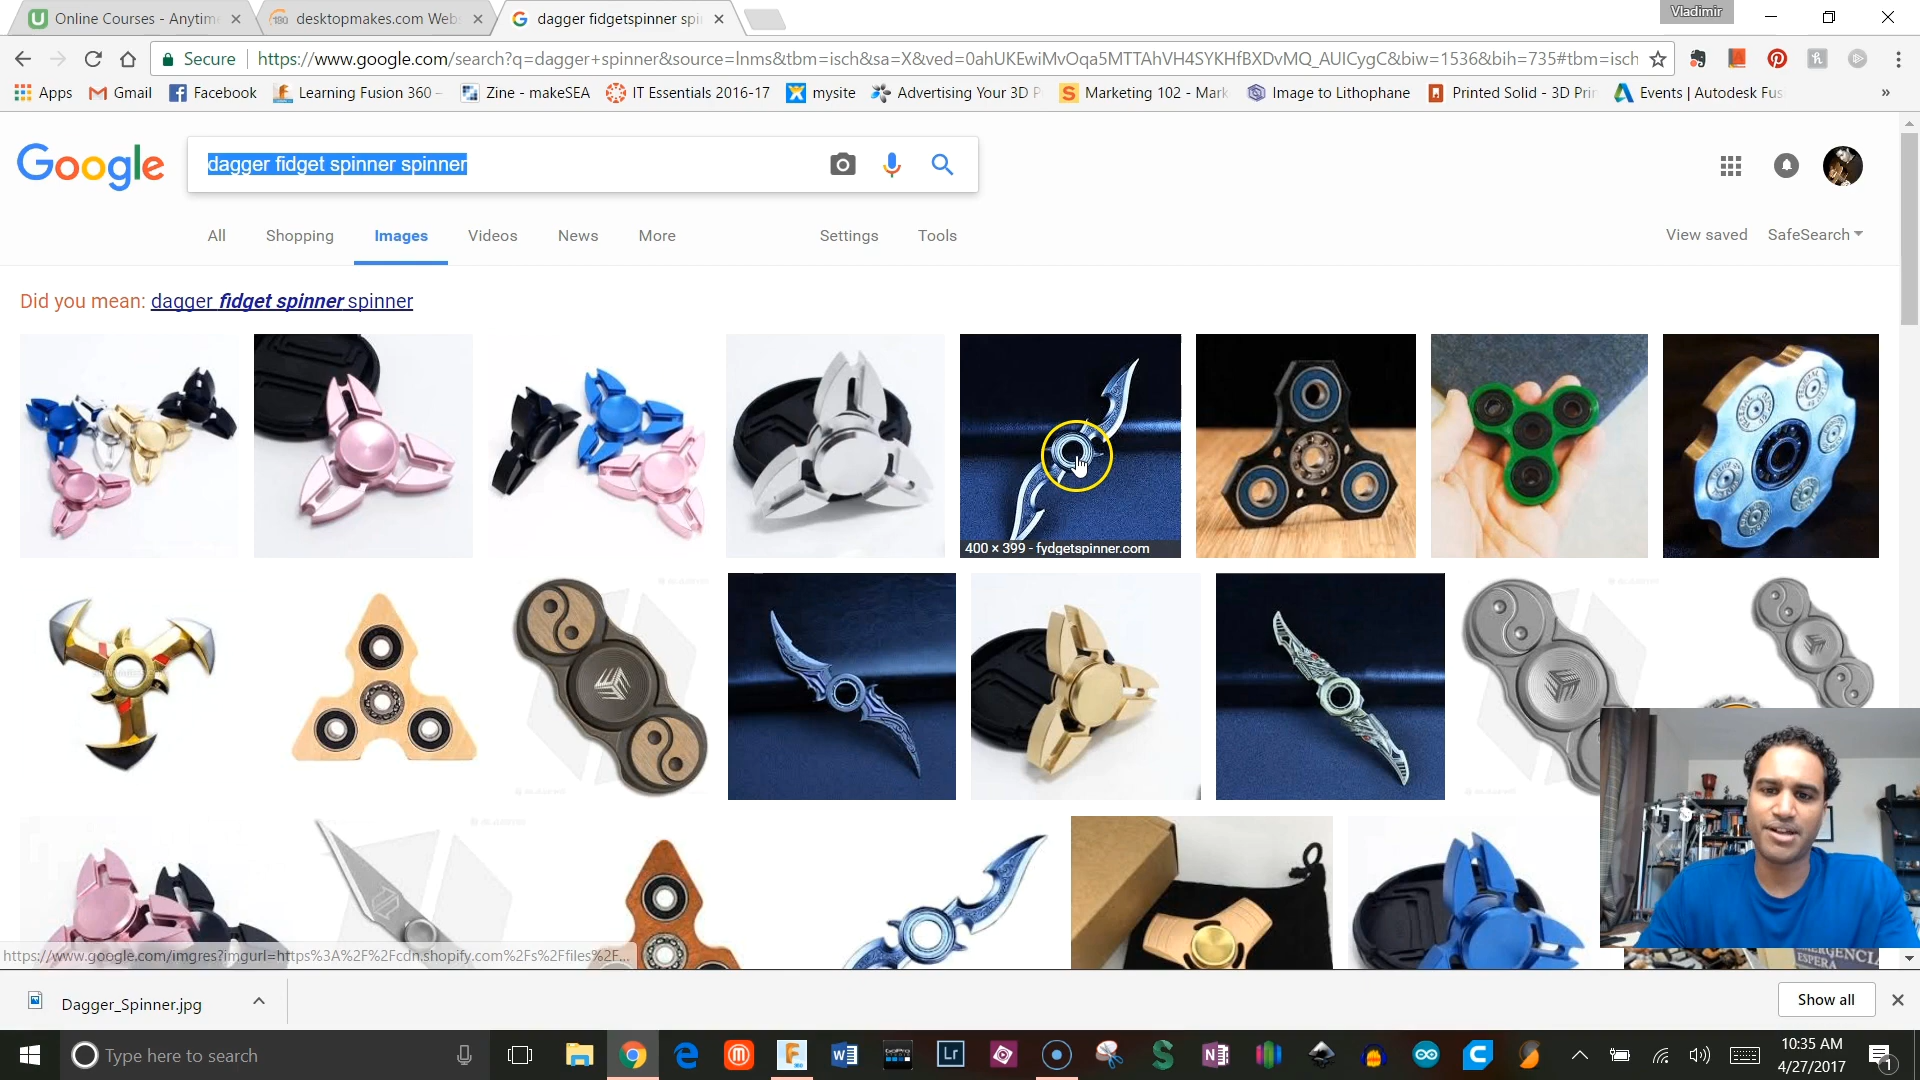 Online Courses - Anytim
desktopmakes.com Web
dagger fidgetspinner spi
Vladimir
Secure
https://www.google.com/search?q=dagger+spinner&source=lnms&tbm=isch&sa=X&ved=0ahUKEwiMvOqa5MTTAhVH4SYKHfBXDvMQ_AUICygC&biw=1536&bih=735#tbm=isch
Apps
Gmail
Facebook
Learning Fusion 360 -
Zine - makeSEA
IT Essentials 2016-17
mysite
Advertising Your 3D P
Marketing 102 - Mark
Image to Lithophane
Printed Solid - 3D Prin
Events | Autodesk Fus
»
Google
dagger fidget spinner spinner
All
Shopping
Images
Videos
News
More
Settings
Tools
View saved
SafeSearch
Did you mean: dagger fidget spinner spinner
400 × 399 - fydgetspinner.com
ESPERA
https://www.google.com/imgres?imgurl=https%3A%2F%2Fcdn.shopify.com%2Fs%2Ffiles%2F...
Dagger_Spinner.jpg
Show all
Type here to search
Lr
10:35 AM
4/27/2017
1